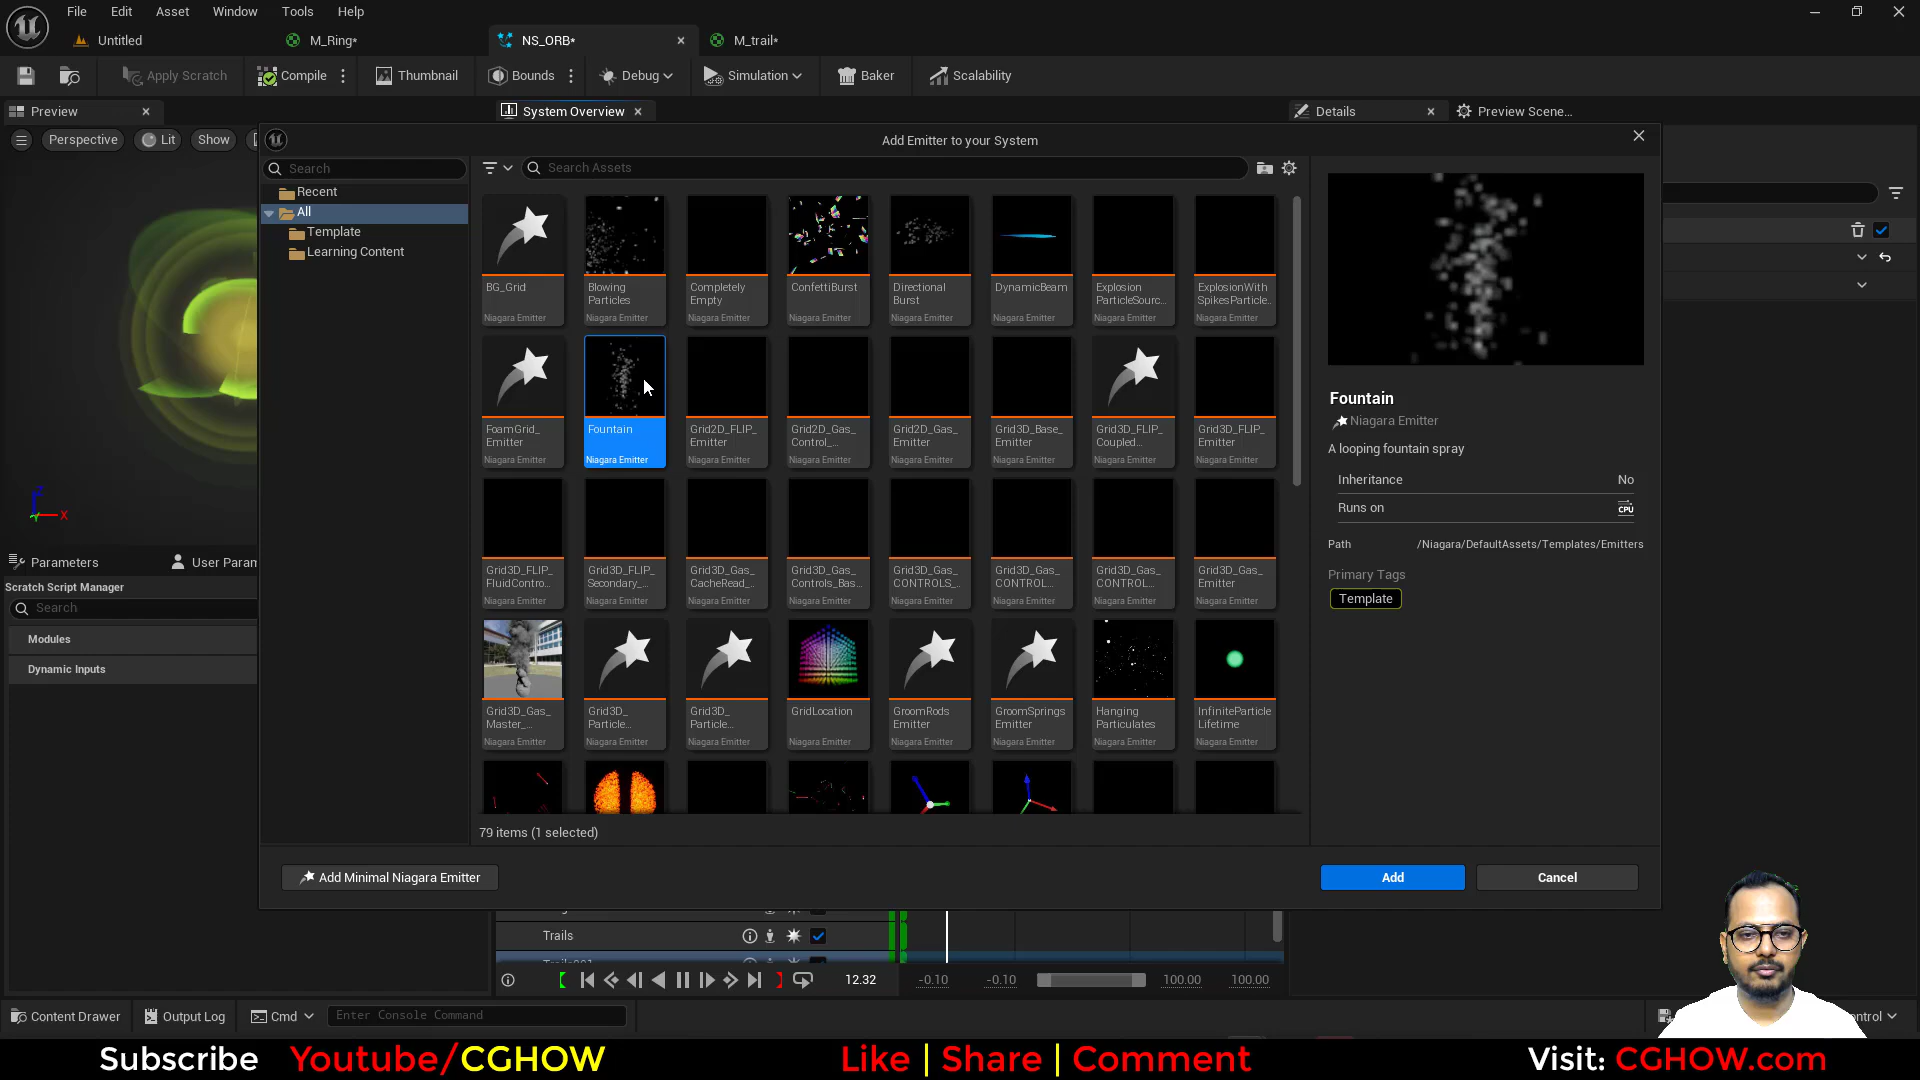 File Edit Asset Window Tools Help
Untitled M_Ring* NS_ORB* M_trail*
Apply Scratch Compile Thumbnail Bounds Debug Simulation Baker Scalability
Preview System Overview Details Preview Scene...
Perspective Lit Show
Add Emitter to your System
Search
Search Assets
Recent
All
Template
Learning Content
BG_Grid
Niagara Emitter
Blowing
Particles
Niagara Emitter
Completely
Empty
Niagara Emitter
ConfettiBurst
Niagara Emitter
Directional
Burst
Niagara Emitter
DynamicBeam
Niagara Emitter
Explosion
ParticleSourc...
Niagara Emitter
ExplosionWith
SpikesParticle..
Niagara Emitter
FoamGrid_
Emitter
Niagara Emitter
Fountain
Niagara Emitter
Grid2D_FLIP_
Emitter
Niagara Emitter
Grid2D_Gas_
Control_...
Niagara Emitter
Grid2D_Gas_
Emitter
Niagara Emitter
Grid3D_Base_
Emitter
Niagara Emitter
Grid3D_FLIP_
Coupled...
Niagara Emitter
Grid3D_FLIP_
Emitter
Niagara Emitter
Grid3D_FLIP_
FluidContro...
Niagara Emitter
Grid3D_FLIP_
Secondary_...
Niagara Emitter
Grid3D_Gas_
CacheRead_...
Niagara Emitter
Grid3D_Gas_
Controls_Bas...
Niagara Emitter
Grid3D_Gas_
CONTROLS_...
Niagara Emitter
Grid3D_Gas_
CONTROL...
Niagara Emitter
Grid3D_Gas_
CONTROL...
Niagara Emitter
Grid3D_Gas_
Emitter
Niagara Emitter
Grid3D_Gas_
Master_...
Niagara Emitter
Grid3D_
Particle...
Niagara Emitter
Grid3D_
Particle...
Niagara Emitter
GridLocation
Niagara Emitter
GroomRods
Emitter
Niagara Emitter
GroomSprings
Emitter
Niagara Emitter
Hanging
Particulates
Niagara Emitter
InfiniteParticle
Lifetime
Niagara Emitter
79 items (1 selected)
Fountain
Niagara Emitter
A looping fountain spray
Inheritance No
Runs on CPU
Path /Niagara/DefaultAssets/Templates/Emitters
Primary Tags
Template
Add Minimal Niagara Emitter Add Cancel
Z X
Parameters User Param
Scratch Script Manager
Search
Modules
Dynamic Inputs
Trails
12.32 -0.10 -0.10 100.00 100.00
Content Drawer Output Log Cmd Enter Console Command
Subscribe Youtube/CGHOW Like | Share | Comment Visit: CGHOW.com